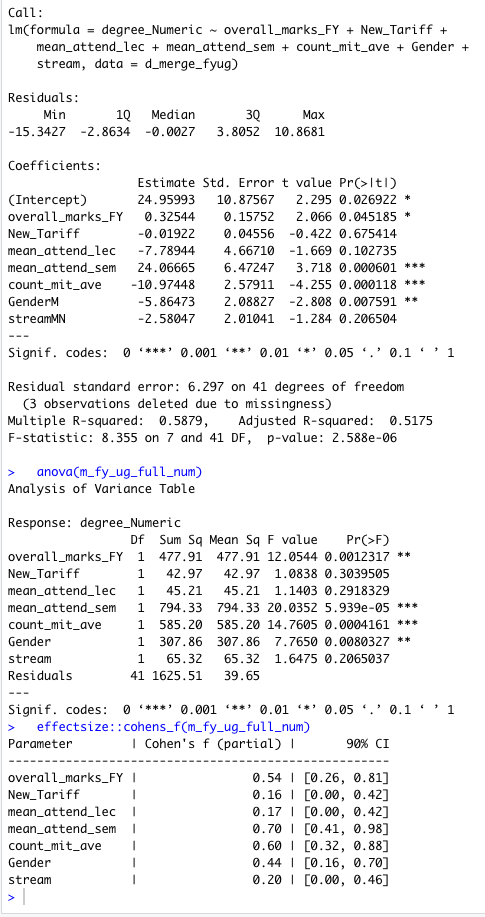 Call:
lm(formula = degree_Numeric ~ overall_marks_FY + New_Tariff +
    mean_attend_lec + mean_attend_sem + count_mit_ave + Gender +
    stream, data = d_merge_fyug)

Residuals:
     Min       1Q   Median       3Q      Max
-15.3427  -2.8634  -0.0027   3.8052  10.8681

Coefficients:
                  Estimate Std. Error t value Pr(>|t|)
(Intercept)       24.95993   10.87567   2.295 0.026922 *
overall_marks_FY   0.32544    0.15752   2.066 0.045185 *
New_Tariff        -0.01922    0.04556  -0.422 0.675414
mean_attend_lec   -7.78944    4.66710  -1.669 0.102735
mean_attend_sem   24.06665    6.47247   3.718 0.000601 ***
count_mit_ave    -10.97448    2.57911  -4.255 0.000118 ***
GenderM           -5.86473    2.08827  -2.808 0.007591 **
streamMN          -2.58047    2.01041  -1.284 0.206504
---
Signif. codes:  0 ‘***’ 0.001 ‘**’ 0.01 ‘*’ 0.05 ‘.’ 0.1 ‘ ’ 1

Residual standard error: 6.297 on 41 degrees of freedom
  (3 observations deleted due to missingness)
Multiple R-squared:  0.5879,	Adjusted R-squared:  0.5175
F-statistic: 8.355 on 7 and 41 DF,  p-value: 2.588e-06

>   anova(m_fy_ug_full_num)
Analysis of Variance Table

Response: degree_Numeric
                 Df  Sum Sq Mean Sq F value    Pr(>F)
overall_marks_FY  1  477.91  477.91 12.0544 0.0012317 **
New_Tariff        1   42.97   42.97  1.0838 0.3039505
mean_attend_lec   1   45.21   45.21  1.1403 0.2918329
mean_attend_sem   1  794.33  794.33 20.0352 5.939e-05 ***
count_mit_ave     1  585.20  585.20 14.7605 0.0004161 ***
Gender            1  307.86  307.86  7.7650 0.0080327 **
stream            1   65.32   65.32  1.6475 0.2065037
Residuals        41 1625.51   39.65
---
Signif. codes:  0 ‘***’ 0.001 ‘**’ 0.01 ‘*’ 0.05 ‘.’ 0.1 ‘ ’ 1
>   effectsize::cohens_f(m_fy_ug_full_num)
Parameter        | Cohen's f (partial) |       90% CI
-----------------------------------------------------
overall_marks_FY |                0.54 | [0.26, 0.81]
New_Tariff       |                0.16 | [0.00, 0.42]
mean_attend_lec  |                0.17 | [0.00, 0.42]
mean_attend_sem  |                0.70 | [0.41, 0.98]
count_mit_ave    |                0.60 | [0.32, 0.88]
Gender           |                0.44 | [0.16, 0.70]
stream           |                0.20 | [0.00, 0.46]
>